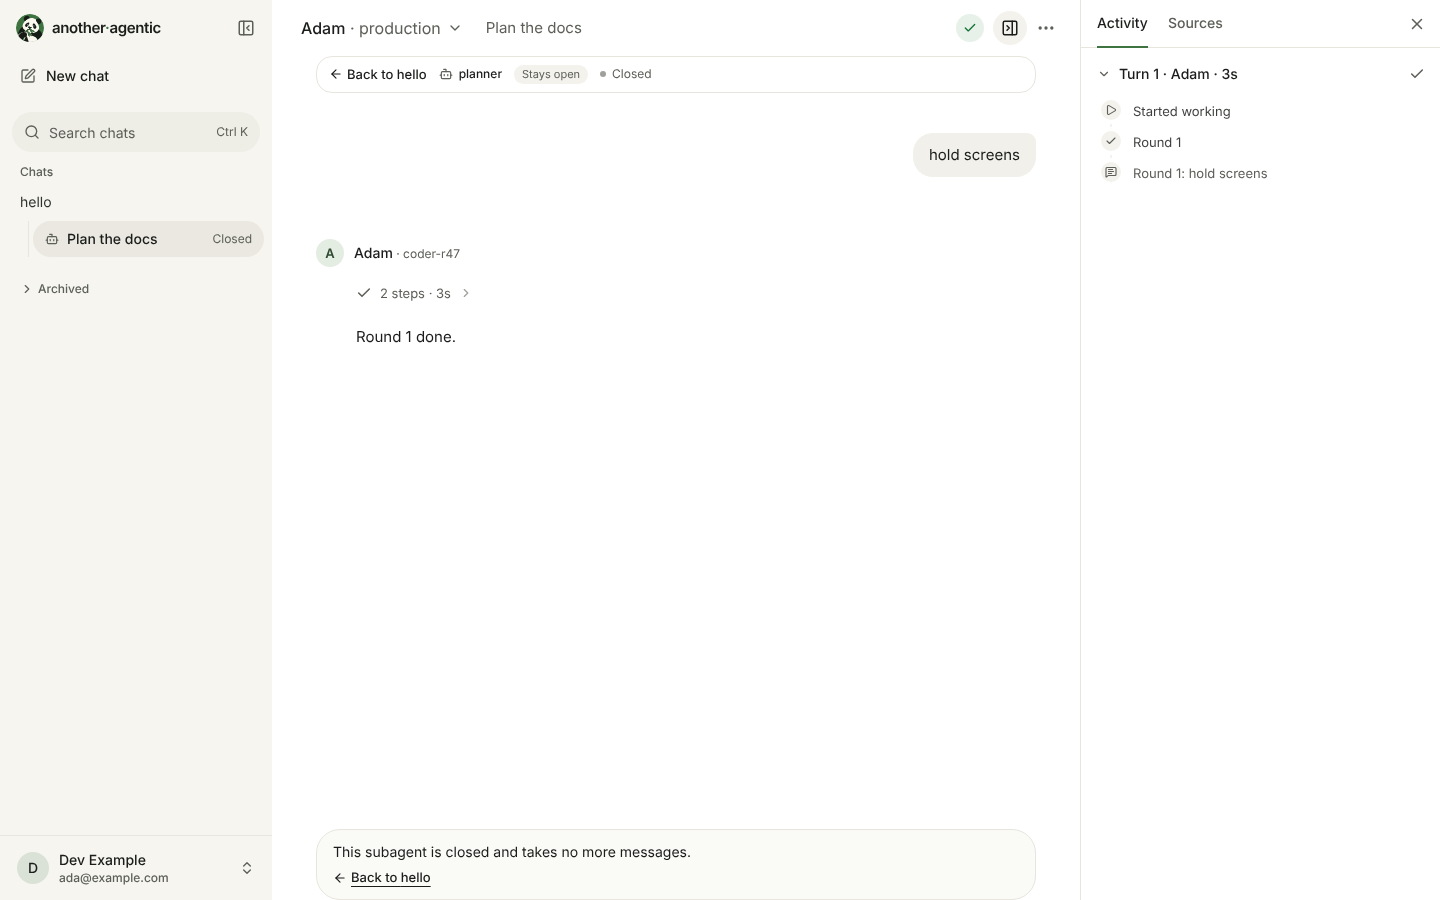 another·agentic
New chat
Search chats
Ctrl K
Chats
hello
Plan the docs
Closed
Archived
D
Dev Example
ada@example.com
Adam · production
Plan the docs
Back to hello
planner
Stays open
Closed
hold screens
A
Adam · coder-r47
2 steps · 3s
Round 1 done.
This subagent is closed and takes no more messages.
Back to hello
Activity
Sources
Turn 1 · Adam · 3s
Started working
Round 1
Round 1: hold screens